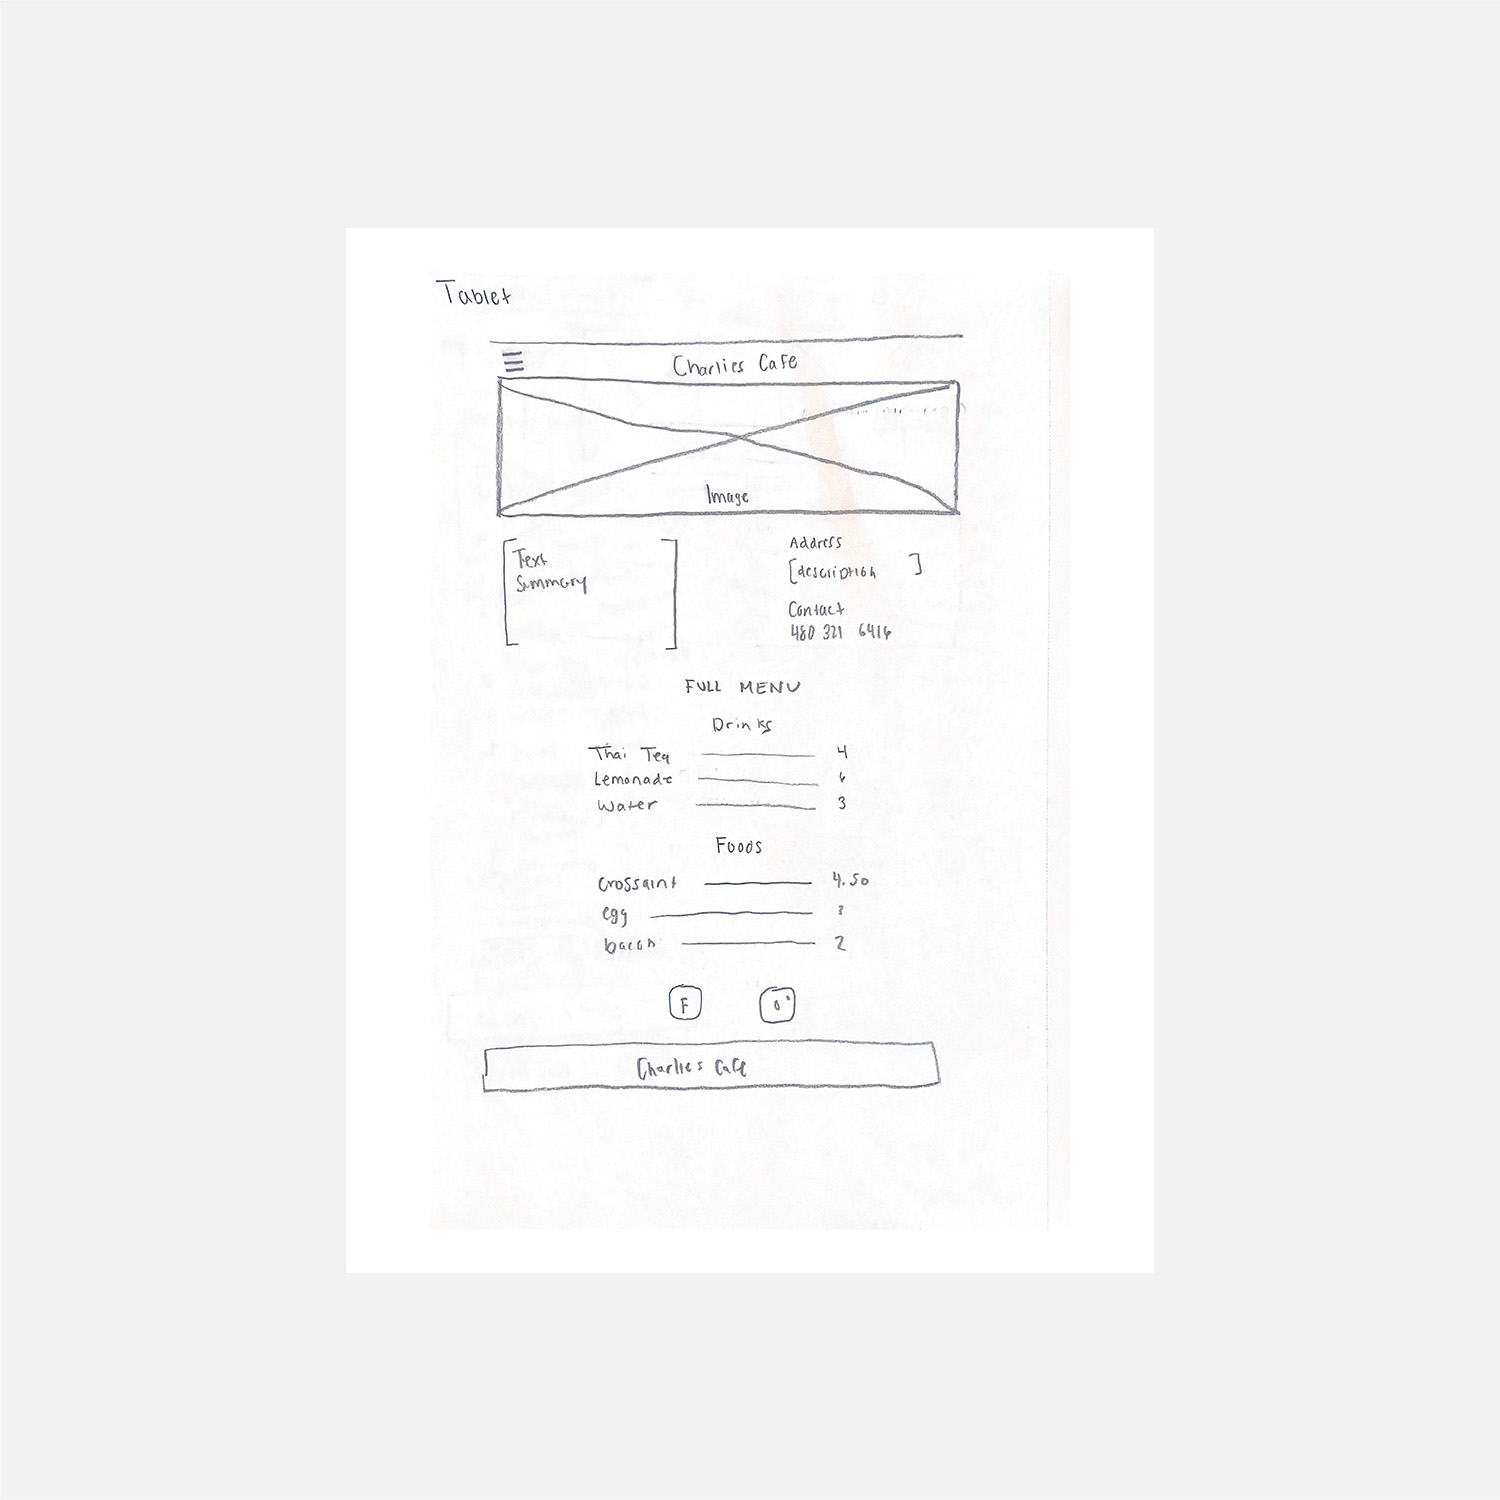 Tablet
Charlies Cafe
Image
Text
Summary
Address
[description]
Contact
480 321 6416
FULL MENU
Drinks
Thai Tea 4
Lemonade 6
Water 3
Foods
Crossaint 4.50
egg
bacon 2
F
Charlies Cafe